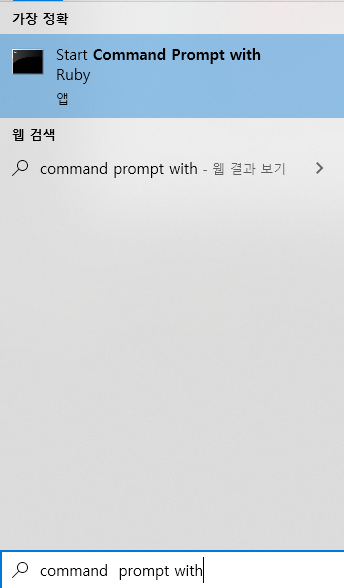 가장 정확
Start Command Prompt with
Ruby
앱
웹 검색
command prompt with - 웹 결과 보기
command  prompt with